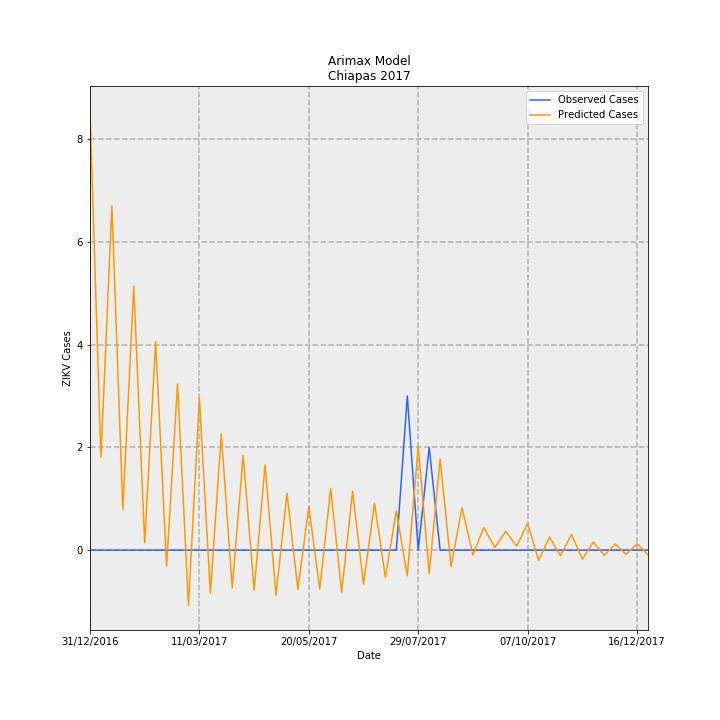 Arimax Model
Chiapas 2017
Observed Cases
Predicted Cases
8
6
4
2
0
ZIKV Cases
31/12/2016 11/03/2017 20/05/2017 29/07/2017 07/10/2017 16/12/2017
Date